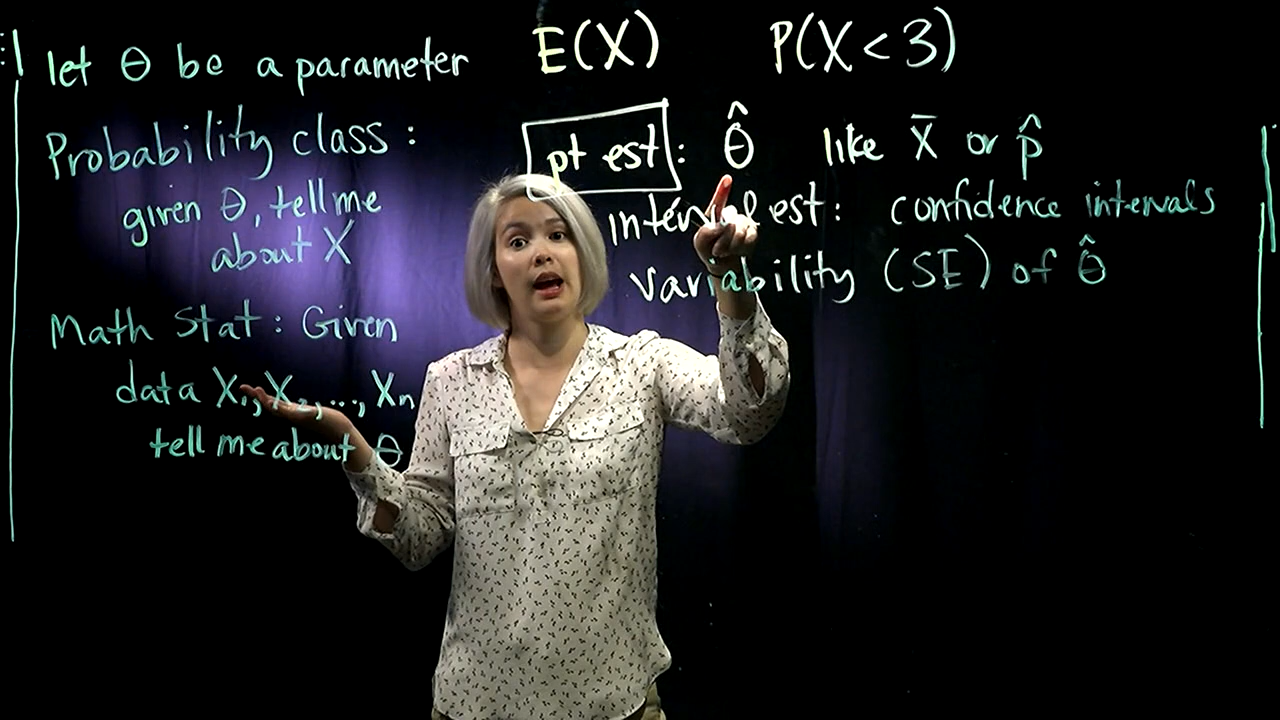 let θ be a parameter
Probability class:
given θ, tell me
about X
Math Stat: Given
data X₁, X₂, ..., Xₙ
tell me about θ
E(X) P(X < 3)
pt est: θ̂ like X̄ or p̂
interval est: confidence intervals
variability (SE) of θ̂